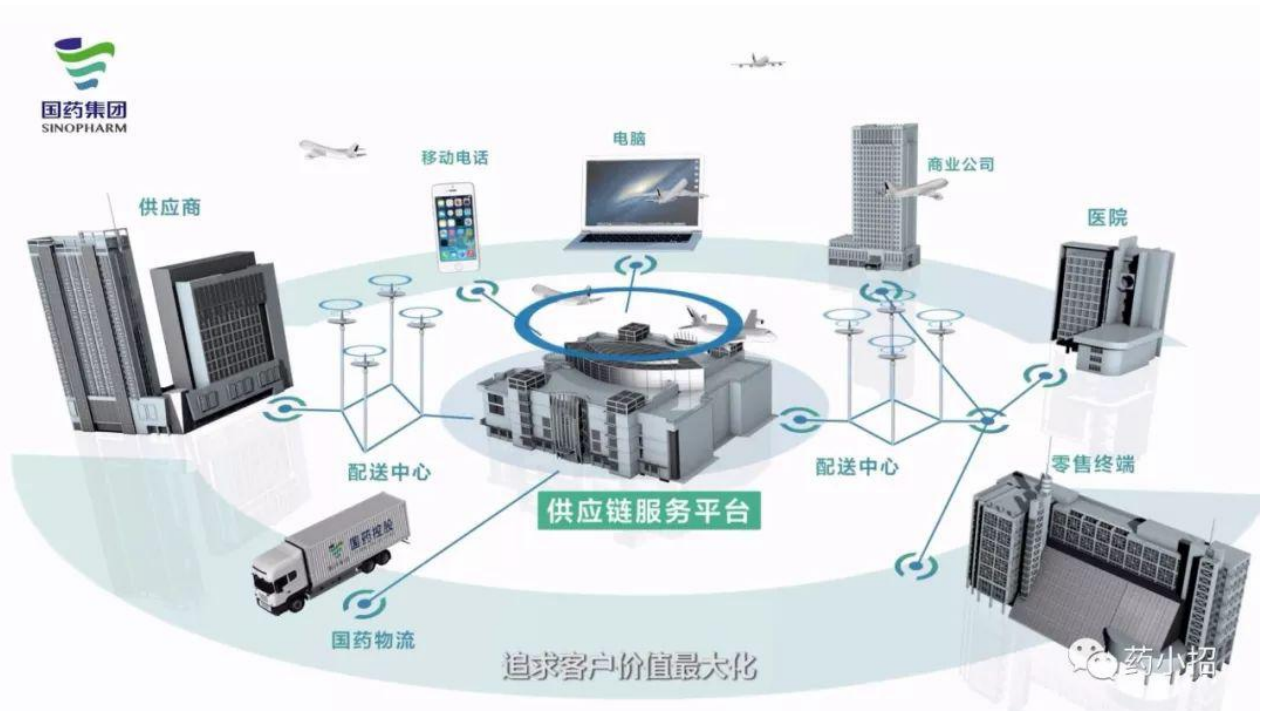 国药集团
SINOPHARM
电脑
移动电话
商业公司
供应商
医院
配送中心
配送中心
零售终端
供应链服务平台
国药控股
国药物流
追求客户价值最大化
药小招